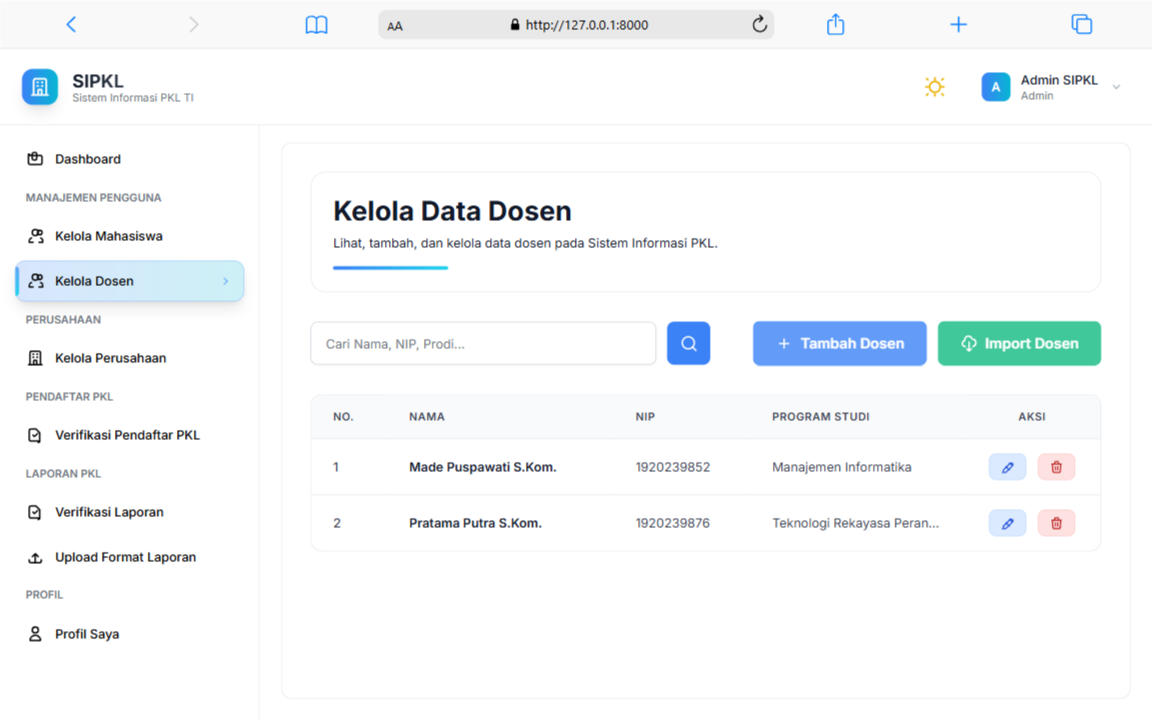 AA http://127.0.0.1:8000
SIPKL
Sistem Informasi PKL TI
A
Admin SIPKL
Admin
Dashboard
MANAJEMEN PENGGUNA
Kelola Mahasiswa
Kelola Dosen
PERUSAHAAN
Kelola Perusahaan
PENDAFTAR PKL
Verifikasi Pendaftar PKL
LAPORAN PKL
Verifikasi Laporan
Upload Format Laporan
PROFIL
Profil Saya
Kelola Data Dosen
Lihat, tambah, dan kelola data dosen pada Sistem Informasi PKL.
Cari Nama, NIP, Prodi...
+ Tambah Dosen
Import Dosen
NO. NAMA NIP PROGRAM STUDI AKSI
1 Made Puspawati S.Kom. 1920239852 Manajemen Informatika
2 Pratama Putra S.Kom. 1920239876 Teknologi Rekayasa Peran...